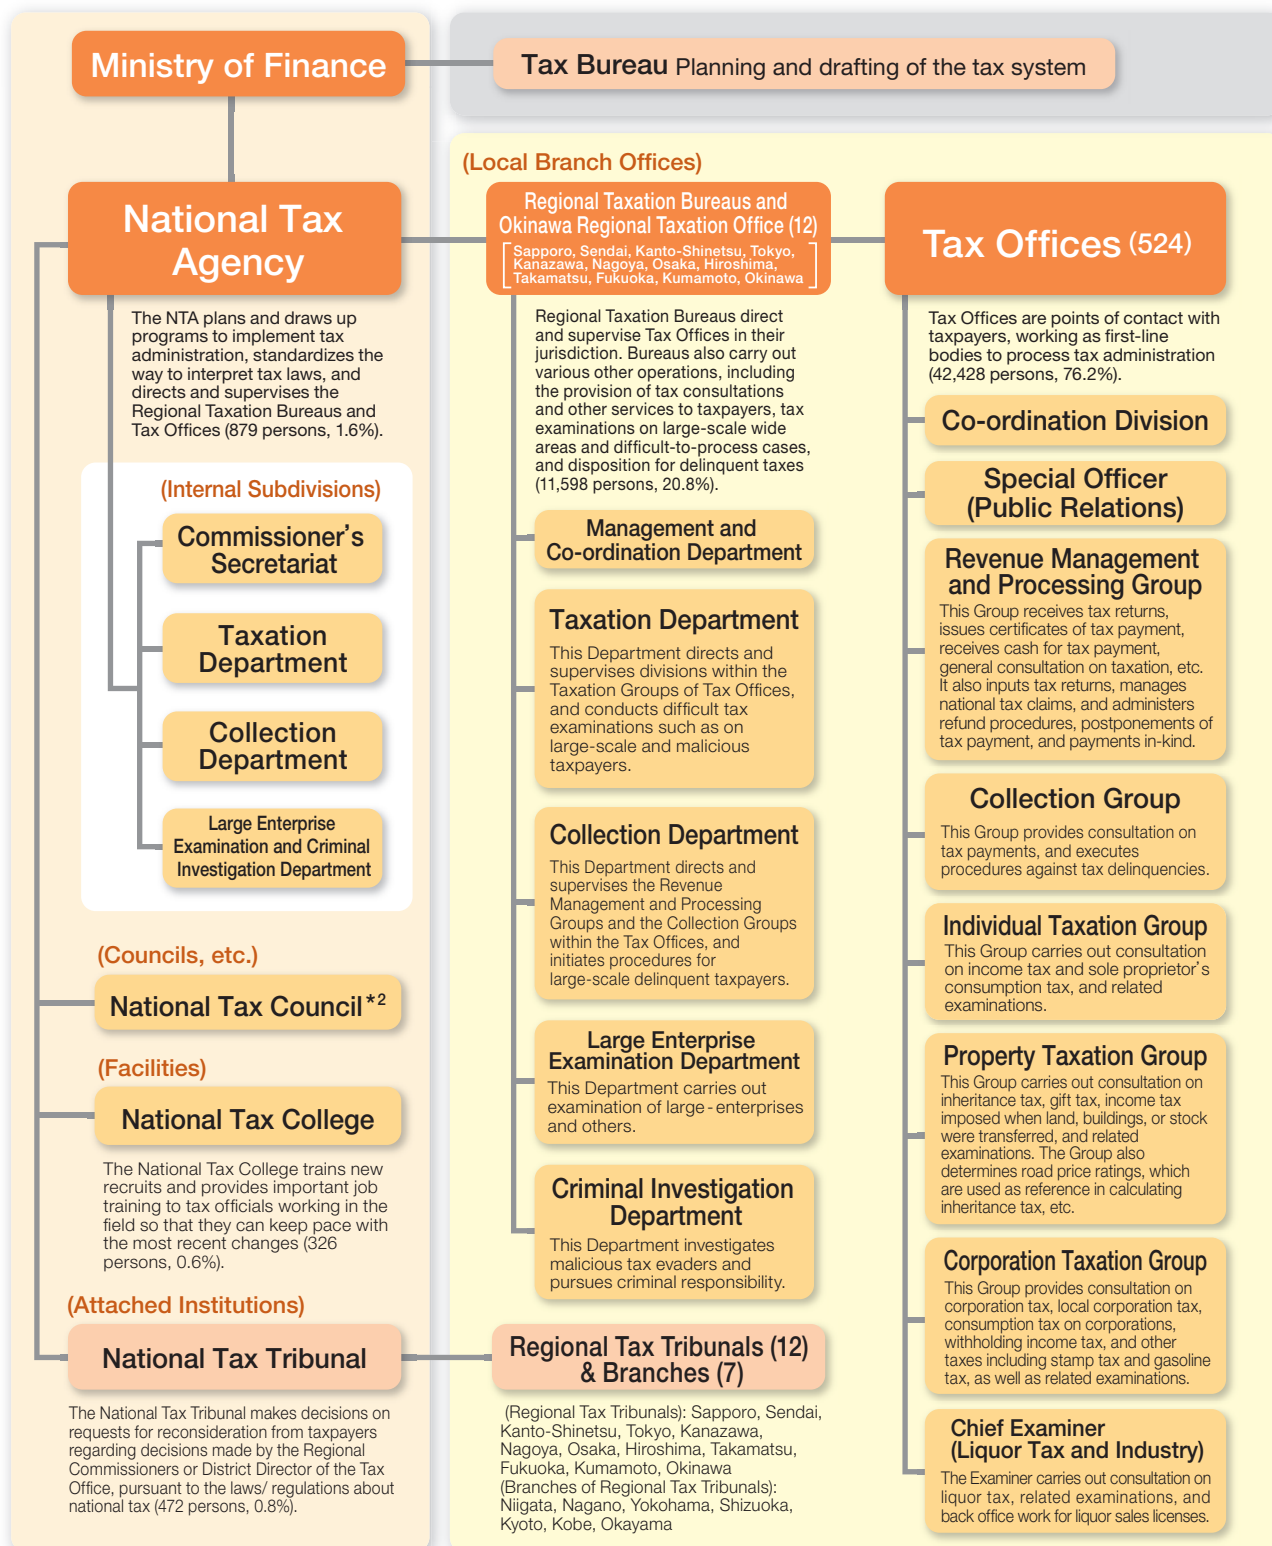 Ministry of Finance
Tax Bureau Planning and drafting of the tax system
National Tax
Agency
The NTA plans and draws up
programs to implement tax
administration, standardizes the
way to interpret tax laws, and
directs and supervises the
Regional Taxation Bureaus and
Tax Offices (879 persons, 1.6%).
(Internal Subdivisions)
Commissioner's
Secretariat
Taxation
Department
Collection
Department
Large Enterprise
Examination and Criminal
Investigation Department
(Councils, etc.)
National Tax Council*2
(Facilities)
National Tax College
The National Tax College trains new
recruits and provides important job
training to tax officials working in the
field so that they can keep pace with
the most recent changes (326
persons, 0.6%).
(Attached Institutions)
National Tax Tribunal
The National Tax Tribunal makes decisions on
requests for reconsideration from taxpayers
regarding decisions made by the Regional
Commissioners or District Director of the Tax
Office, pursuant to the laws/ regulations about
national tax (472 persons, 0.8%).
(Local Branch Offices)
Regional Taxation Bureaus and
Okinawa Regional Taxation Office (12)
[Sapporo, Sendai, Kanto-Shinetsu, Tokyo,
Kanazawa, Nagoya, Osaka, Hiroshima,
Takamatsu, Fukuoka, Kumamoto, Okinawa]
Regional Taxation Bureaus direct
and supervise Tax Offices in their
jurisdiction. Bureaus also carry out
various other operations, including
the provision of tax consultations
and other services to taxpayers, tax
examinations on large-scale wide
areas and difficult-to-process cases,
and disposition for delinquent taxes
(11,598 persons, 20.8%).
Management and
Co-ordination Department
Taxation Department
This Department directs and
supervises divisions within the
Taxation Groups of Tax Offices,
and conducts difficult tax
examinations such as on
large-scale and malicious
taxpayers.
Collection Department
This Department directs and
supervises the Revenue
Management and Processing
Groups and the Collection Groups
within the Tax Offices, and
initiates procedures for
large-scale delinquent taxpayers.
Large Enterprise
Examination Department
This Department carries out
examination of large-enterprises
and others.
Criminal Investigation
Department
This Department investigates
malicious tax evaders and
pursues criminal responsibility.
Regional Tax Tribunals (12)
& Branches (7)
(Regional Tax Tribunals): Sapporo, Sendai,
Kanto-Shinetsu, Tokyo, Kanazawa,
Nagoya, Osaka, Hiroshima, Takamatsu,
Fukuoka, Kumamoto, Okinawa
(Branches of Regional Tax Tribunals):
Niigata, Nagano, Yokohama, Shizuoka,
Kyoto, Kobe, Okayama
Tax Offices (524)
Tax Offices are points of contact with
taxpayers, working as first-line
bodies to process tax administration
(42,428 persons, 76.2%).
Co-ordination Division
Special Officer
(Public Relations)
Revenue Management
and Processing Group
This Group receives tax returns,
issues certificates of tax payment,
receives cash for tax payment,
general consultation on taxation, etc.
It also inputs tax returns, manages
national tax claims, and administers
refund procedures, postponements of
tax payment, and payments in-kind.
Collection Group
This Group provides consultation on
tax payments, and executes
procedures against tax delinquencies.
Individual Taxation Group
This Group carries out consultation
on income tax and sole proprietor's
consumption tax, and related
examinations.
Property Taxation Group
This Group carries out consultation on
inheritance tax, gift tax, income tax
imposed when land, buildings, or stock
were transferred, and related
examinations. The Group also
determines road price ratings, which
are used as reference in calculating
inheritance tax, etc.
Corporation Taxation Group
This Group provides consultation on
corporation tax, local corporation tax,
consumption tax on corporations,
withholding income tax, and other
taxes including stamp tax and gasoline
tax, as well as related examinations.
Chief Examiner
(Liquor Tax and Industry)
The Examiner carries out consultation on
liquor tax, related examinations, and
back office work for liquor sales licenses.